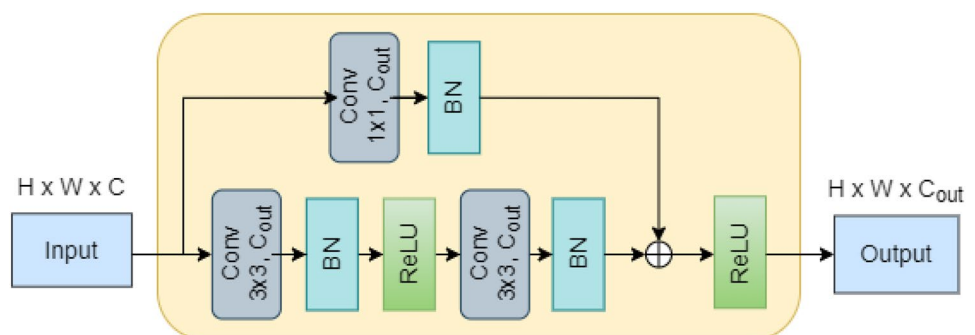 Conv
1x1, Cout
BN
H x W x C
Input
Conv
3x3, Cout
BN
ReLU
Conv
3x3, Cout
BN
ReLU
H x W x Cout
Output